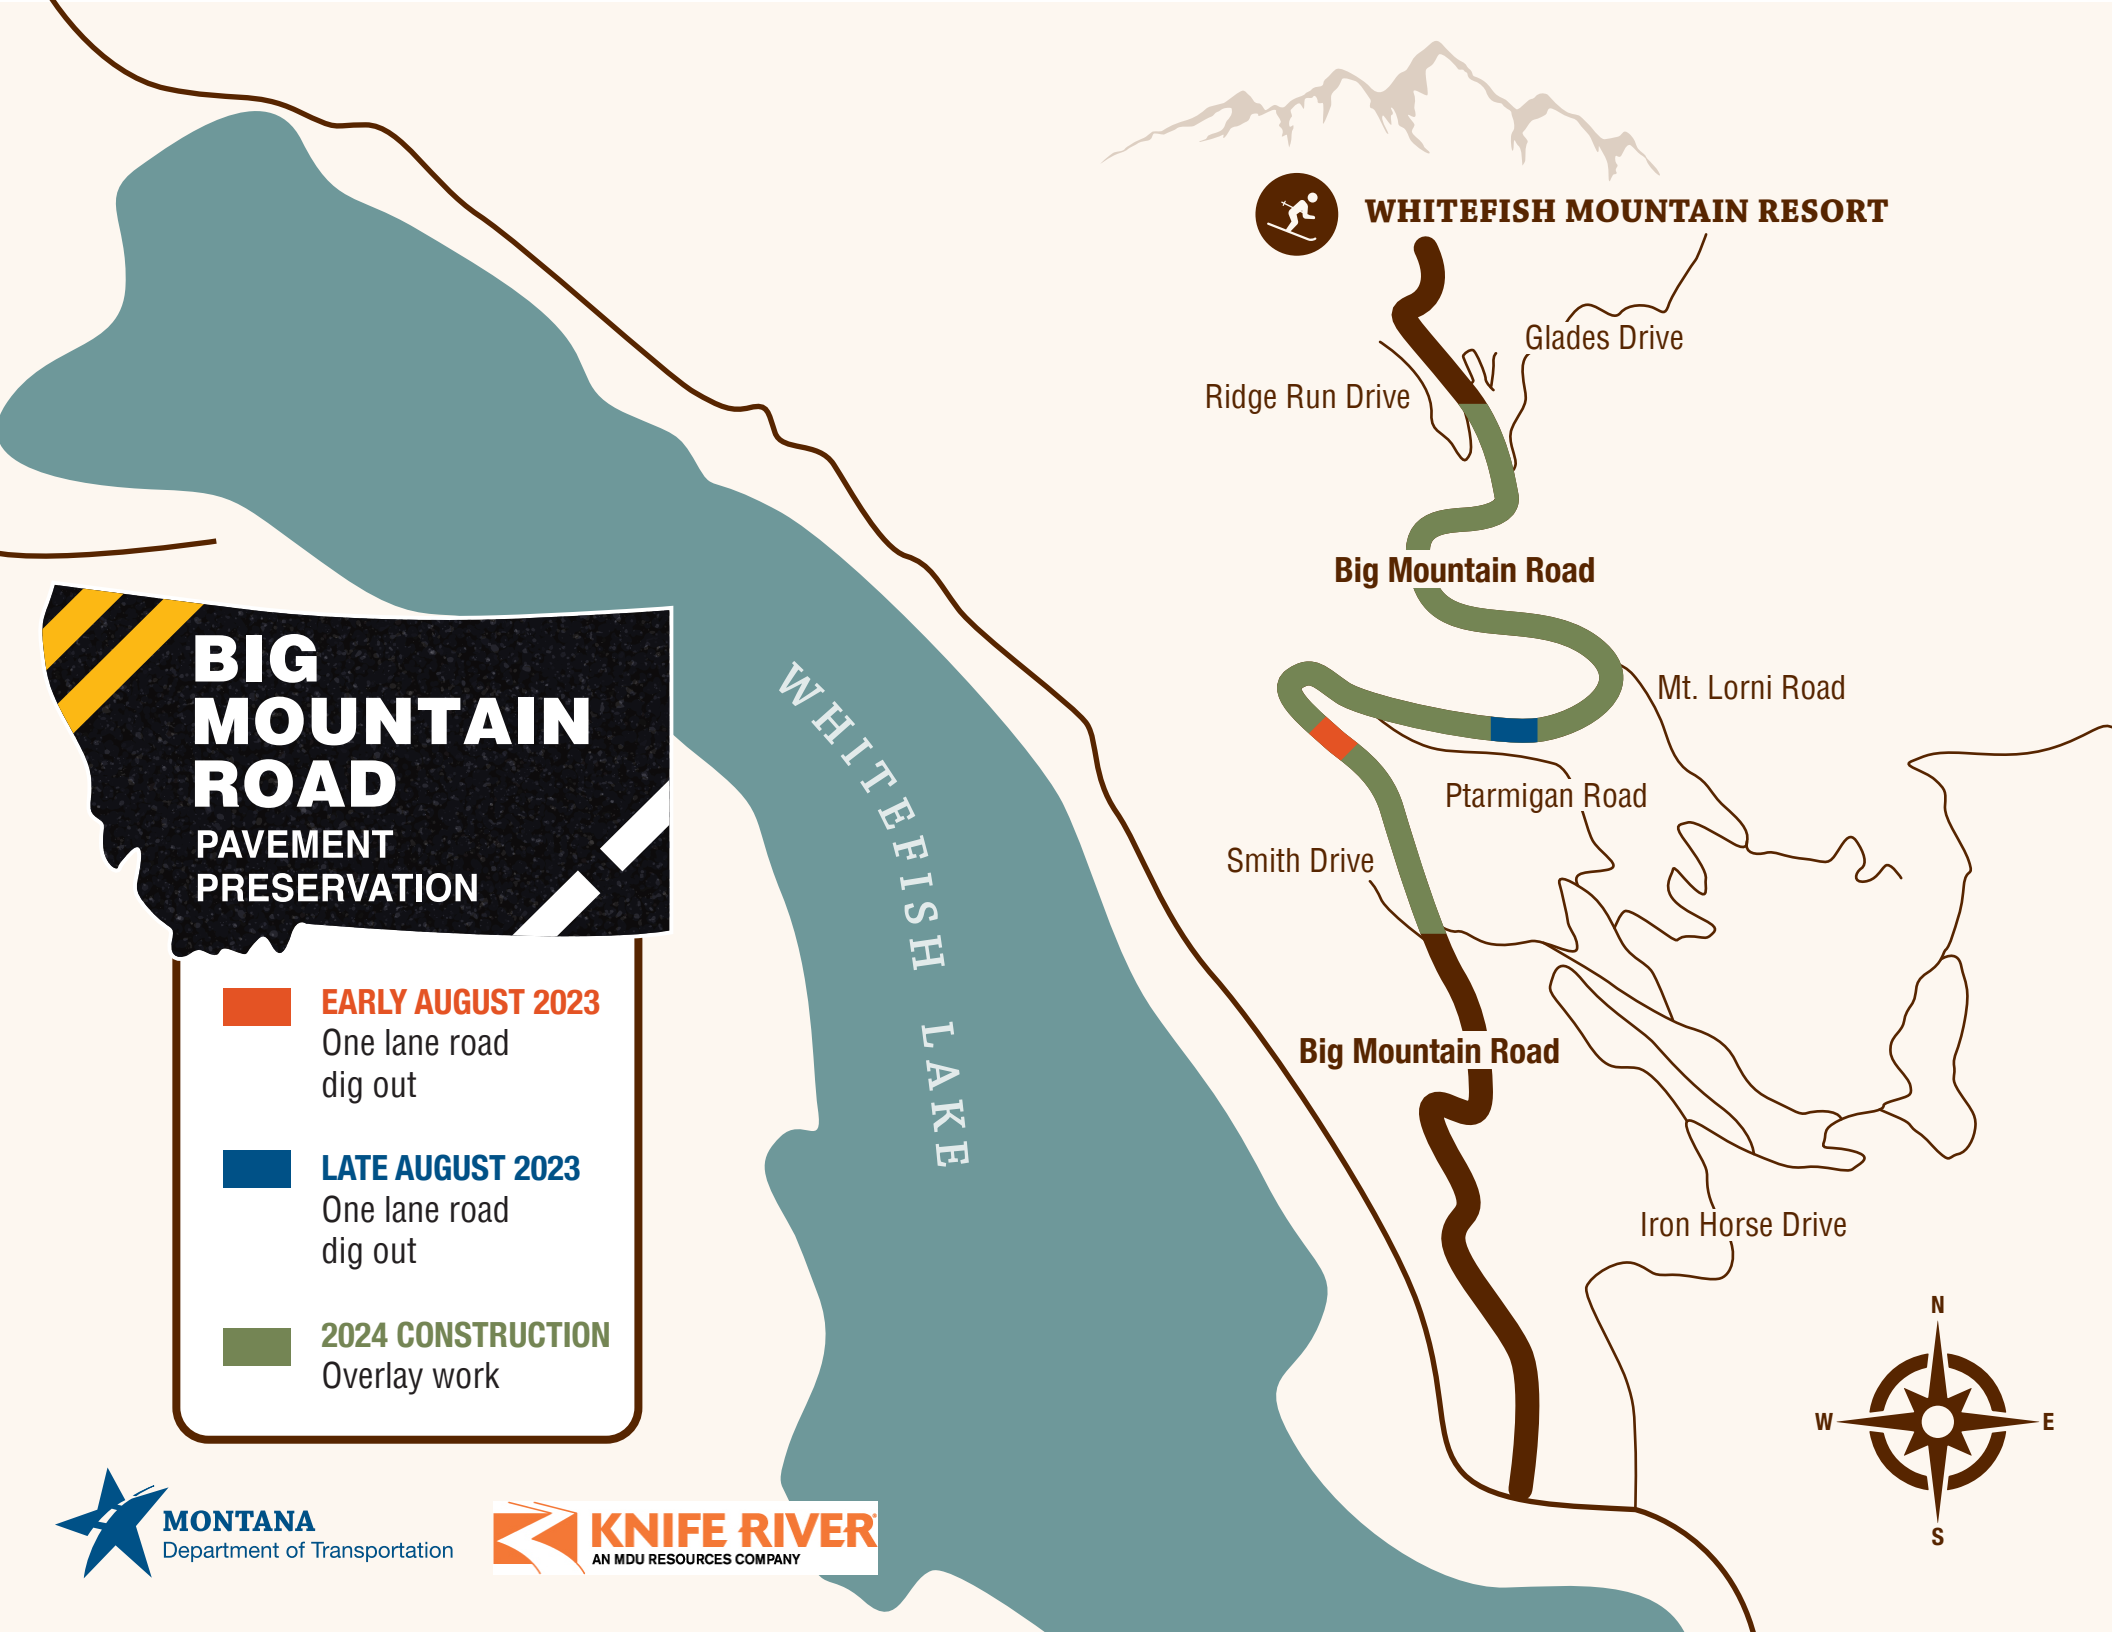 WHITEFISH MOUNTAIN RESORT
Glades Drive
Ridge Run Drive
Big Mountain Road
Mt. Lorni Road
Ptarmigan Road
Smith Drive
Big Mountain Road
Iron Horse Drive
WHITEFISH LAKE
BIG
MOUNTAIN
ROAD
PAVEMENT
PRESERVATION
EARLY AUGUST 2023
One lane road
dig out
LATE AUGUST 2023
One lane road
dig out
2024 CONSTRUCTION
Overlay work
MONTANA
Department of Transportation
KNIFE RIVER
AN MDU RESOURCES COMPANY
N
W
E
S